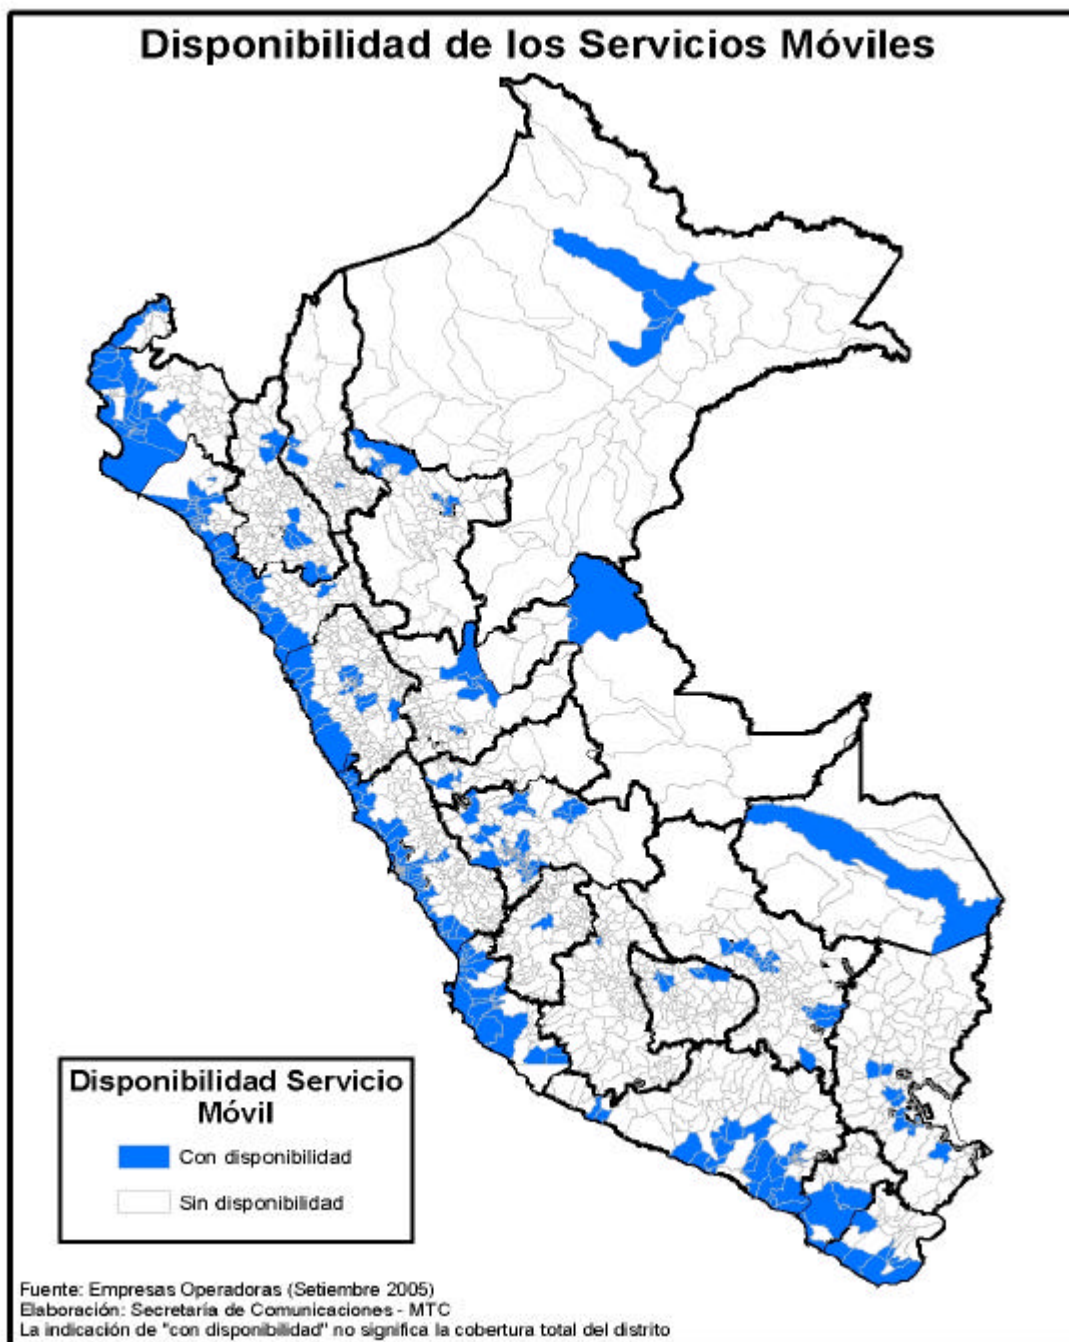 Disponibilidad de los Servicios Móviles
Disponibilidad Servicio
Móvil
Con disponibilidad
Sin disponibilidad
Fuente: Empresas Operadoras (Setiembre 2005)
Elaboración: Secretaría de Comunicaciones - MTC
La indicación de "con disponibilidad" no significa la cobertura total del distrito